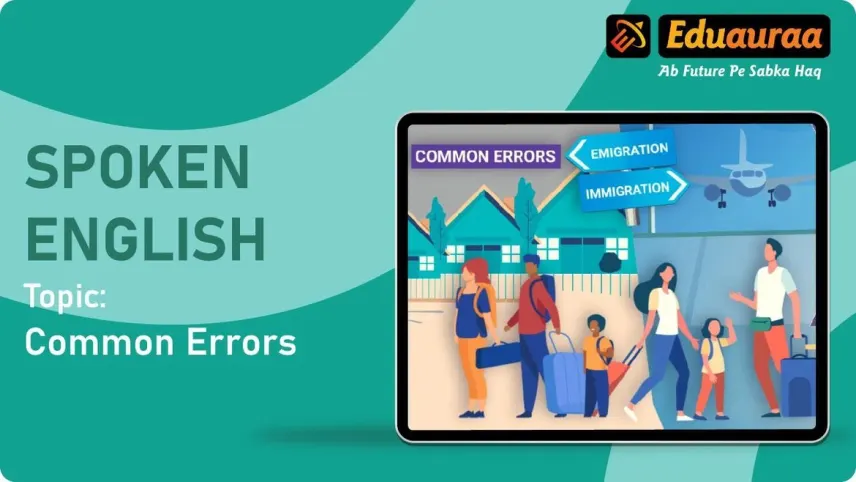 Eduauraa
Ab Future Pe Sabka Haq
SPOKEN
ENGLISH
Topic:
Common Errors
COMMON ERRORS
EMIGRATION
IMMIGRATION